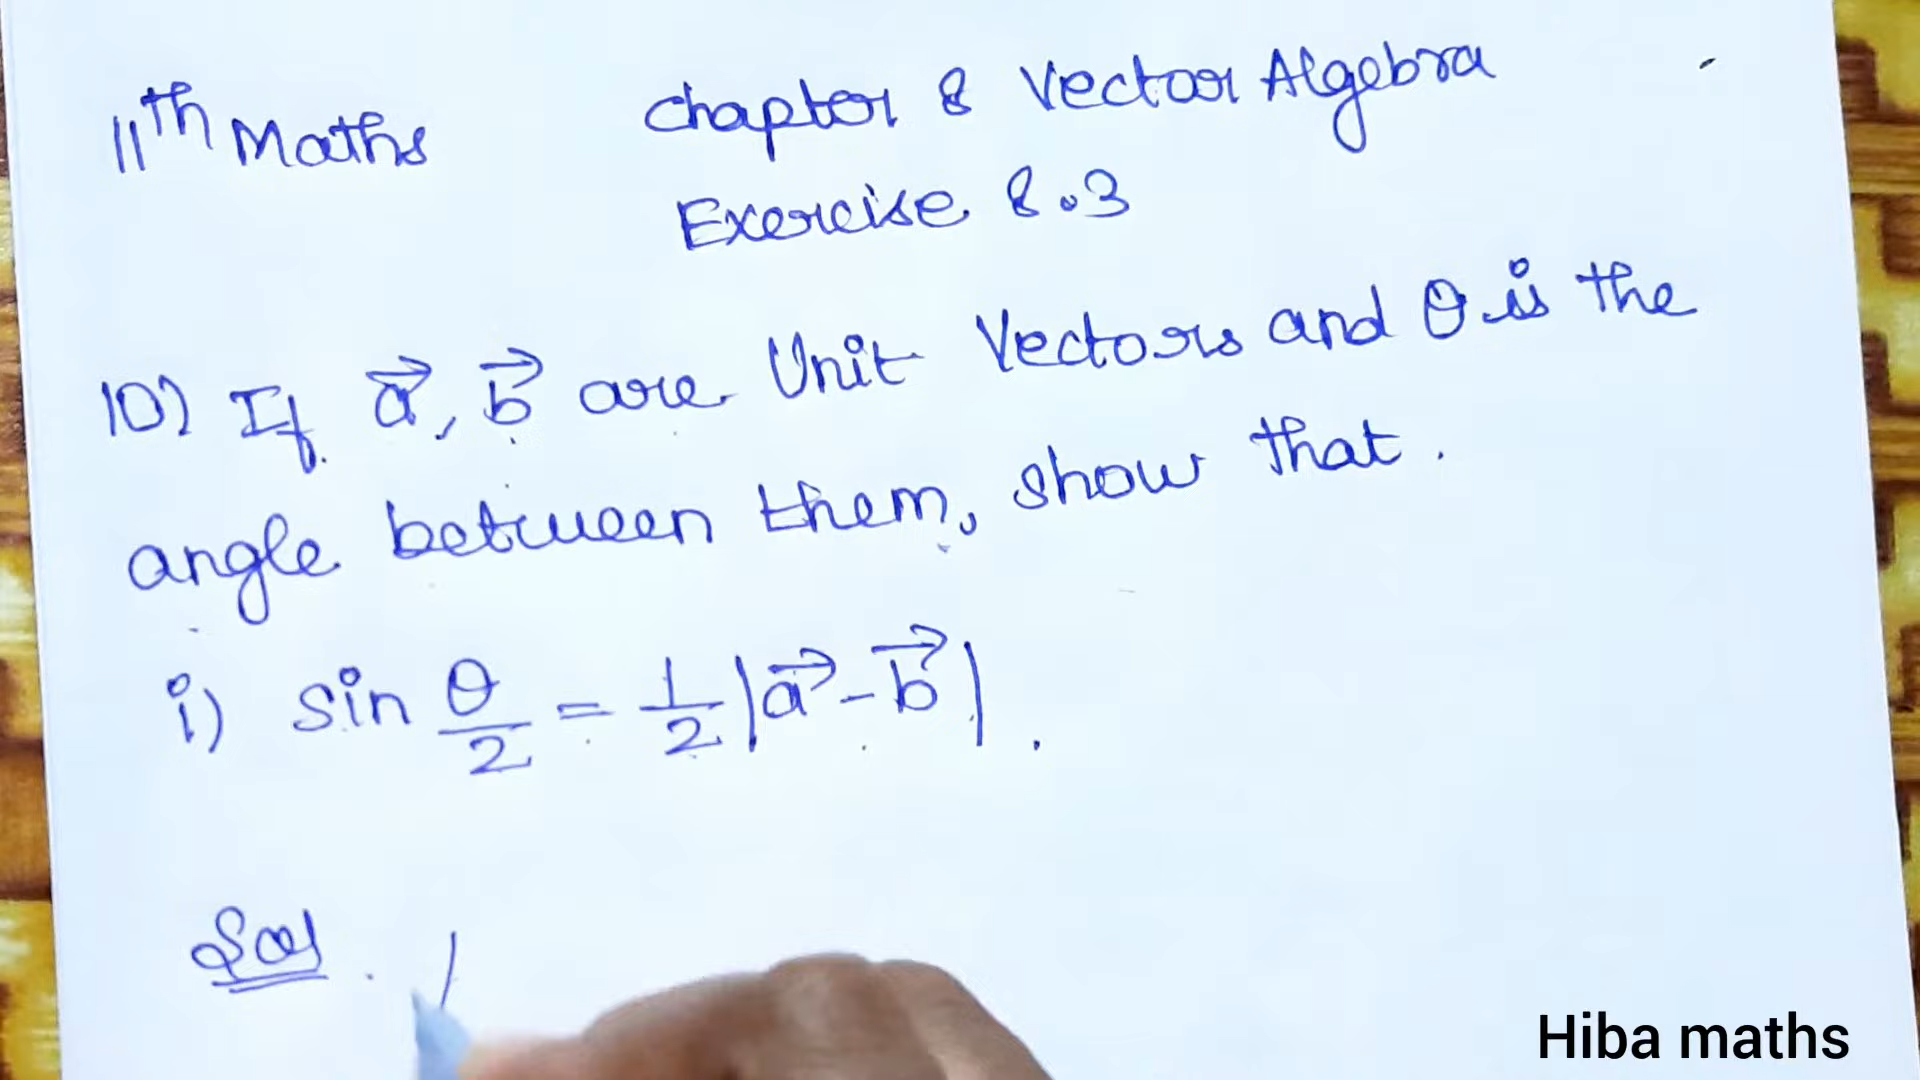 11th Maths
Chapter 8 Vector Algebra
Exercise 8.3
10) If a⃗, b⃗ are Unit Vectors and θ is the
angle between them, show that.
i) sin θ/2 = 1/2 |a⃗ - b⃗|.
Sol
Hiba maths